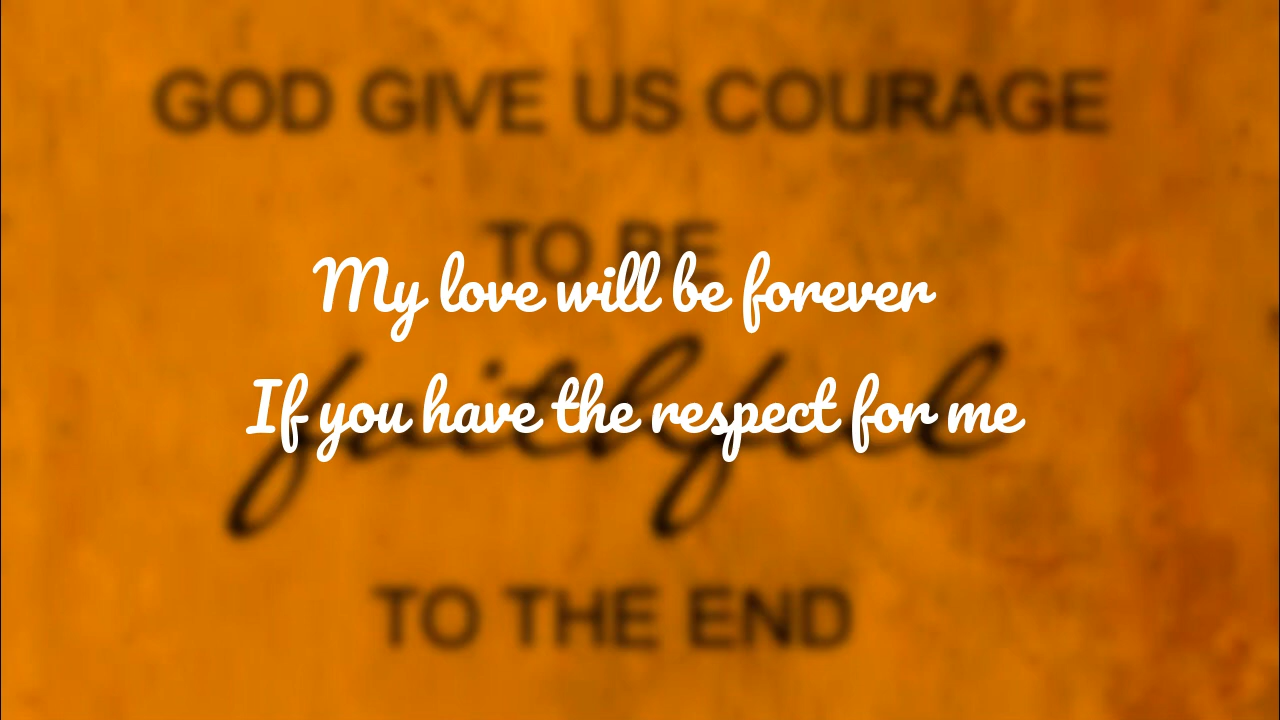 GOD GIVE US COURAGE
TO BE
My love will be forever
faithful
If you have the respect for me
TO THE END